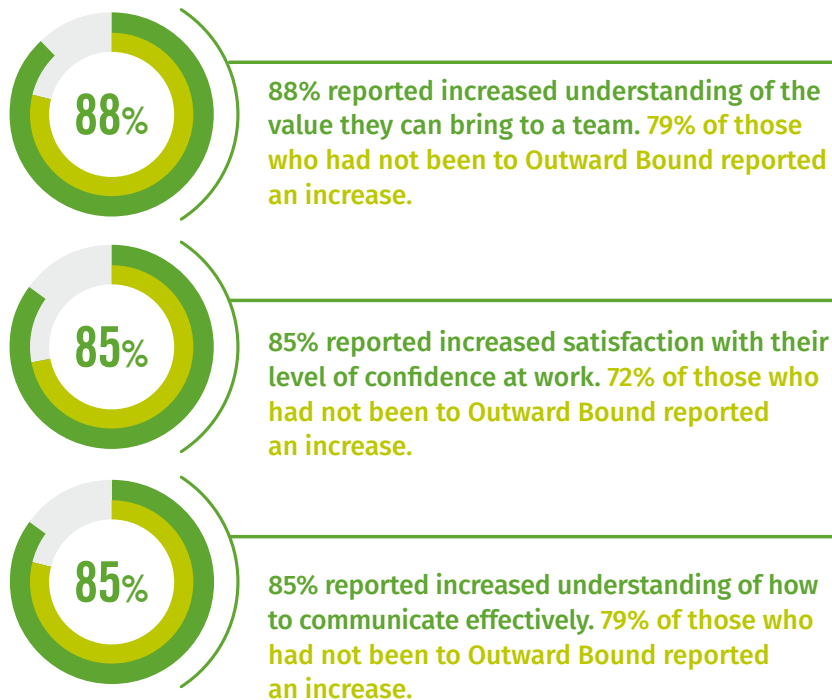 88%
88% reported increased understanding of the
value they can bring to a team. 79% of those
who had not been to Outward Bound reported
an increase.
85%
85% reported increased satisfaction with their
level of confidence at work. 72% of those who
had not been to Outward Bound reported
an increase.
85%
85% reported increased understanding of how
to communicate effectively. 79% of those who
had not been to Outward Bound reported
an increase.